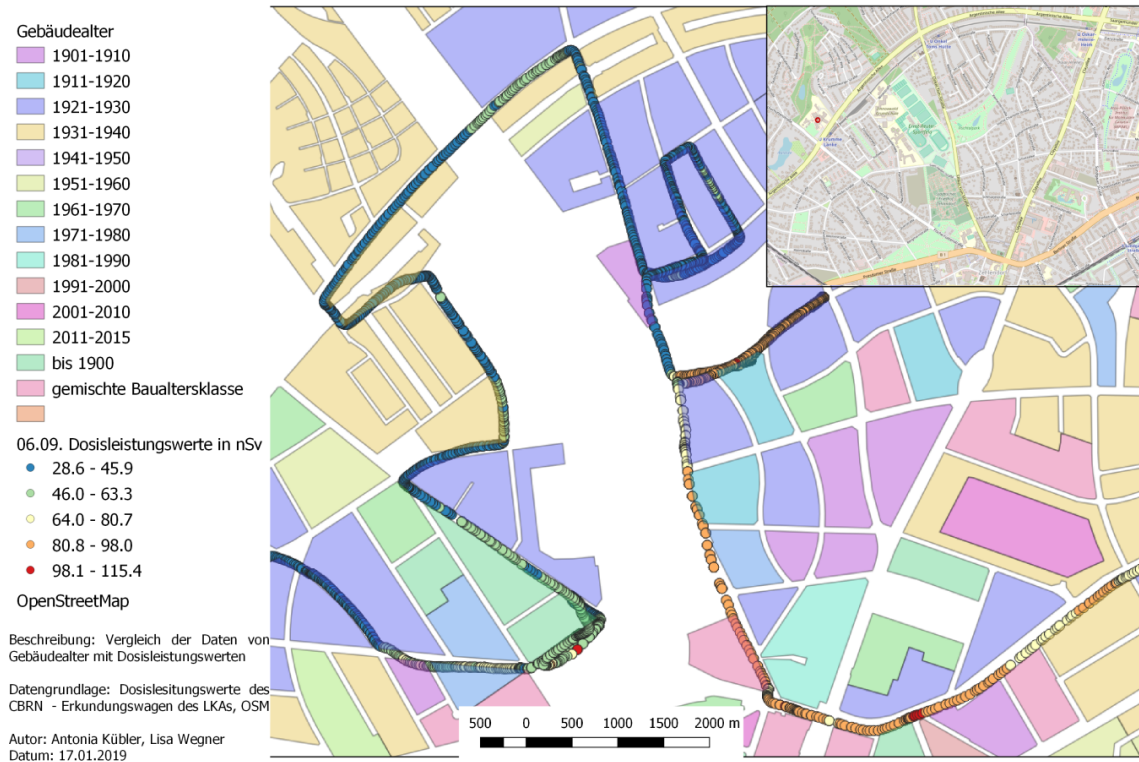 Gebäudealter
1901-1910
1911-1920
1921-1930
1931-1940
1941-1950
1951-1960
1961-1970
1971-1980
1981-1990
1991-2000
2001-2010
2011-2015
bis 1900
gemischte Baualtersklasse
06.09. Dosisleistungswerte in nSv
28.6 - 45.9
46.0 - 63.3
64.0 - 80.7
80.8 - 98.0
98.1 - 115.4
OpenStreetMap
Beschreibung: Vergleich der Daten von
Gebäudealter mit Dosisleistungswerten
Datengrundlage: Dosislesitungswerte des
CBRN - Erkundungswagen des LKAs, OSM
Autor: Antonia Kübler, Lisa Wegner
Datum: 17.01.2019
500 0 500 1000 1500 2000 m